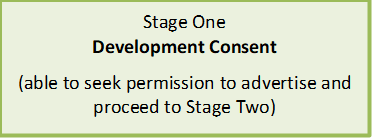 Stage One
Development Consent
(able to seek permission to advertise and
proceed to Stage Two)